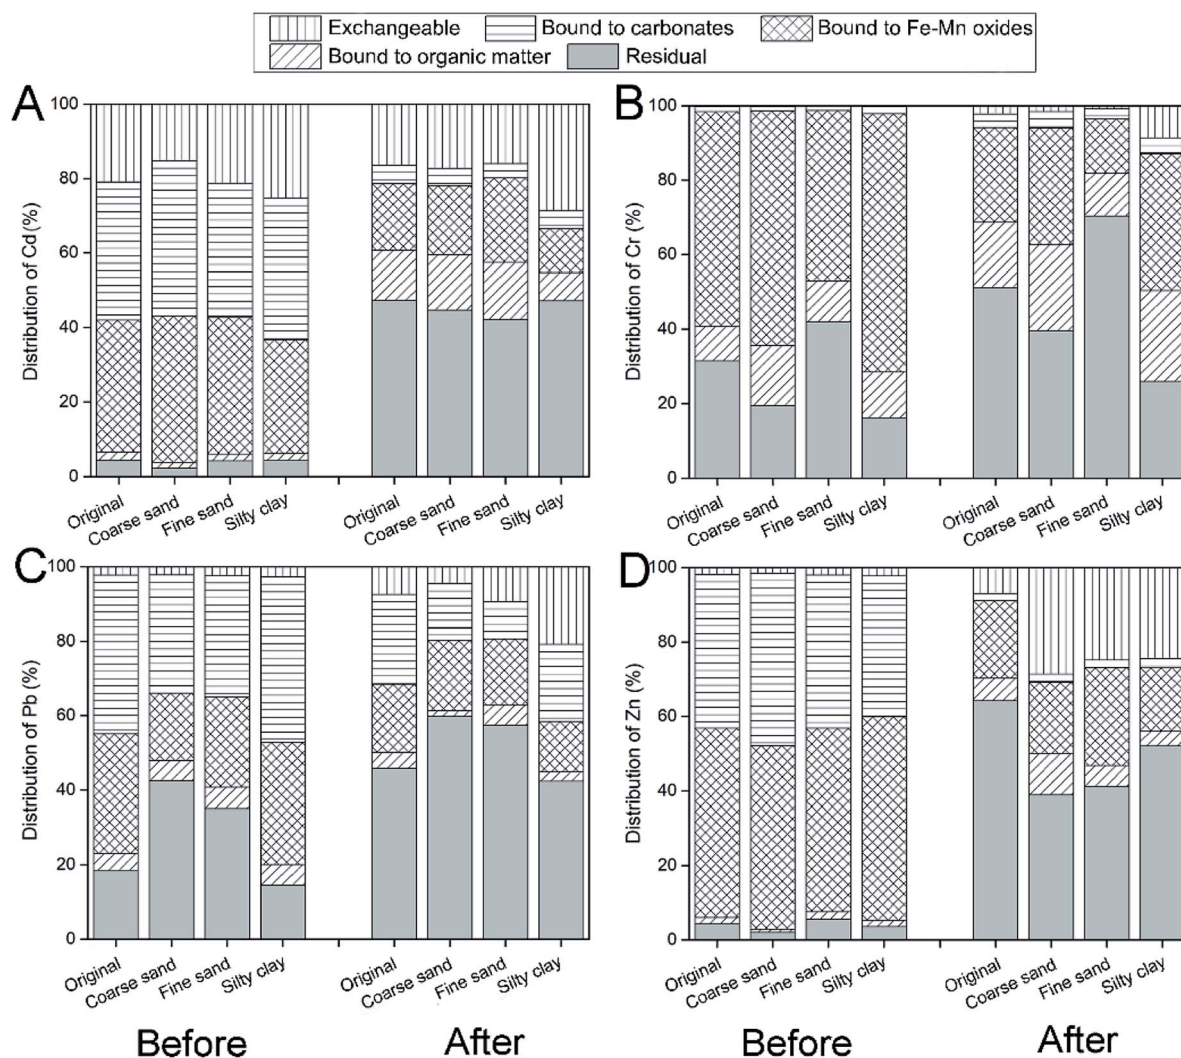 Exchangeable Bound to carbonates Bound to Fe-Mn oxides
Bound to organic matter Residual
A
Distribution of Cd (%)
100
80
60
40
20
0
Original Coarse sand Fine sand Silty clay Original Coarse sand Fine sand Silty clay
B
Distribution of Cr (%)
100
80
60
40
20
0
Original Coarse sand Fine sand Silty clay Original Coarse sand Fine sand Silty clay
C
Distribution of Pb (%)
100
80
60
40
20
0
Original Coarse sand Fine sand Silty clay Original Coarse sand Fine sand Silty clay
Before After
D
Distribution of Zn (%)
100
80
60
40
20
0
Original Coarse sand Fine sand Silty clay Original Coarse sand Fine sand Silty clay
Before After